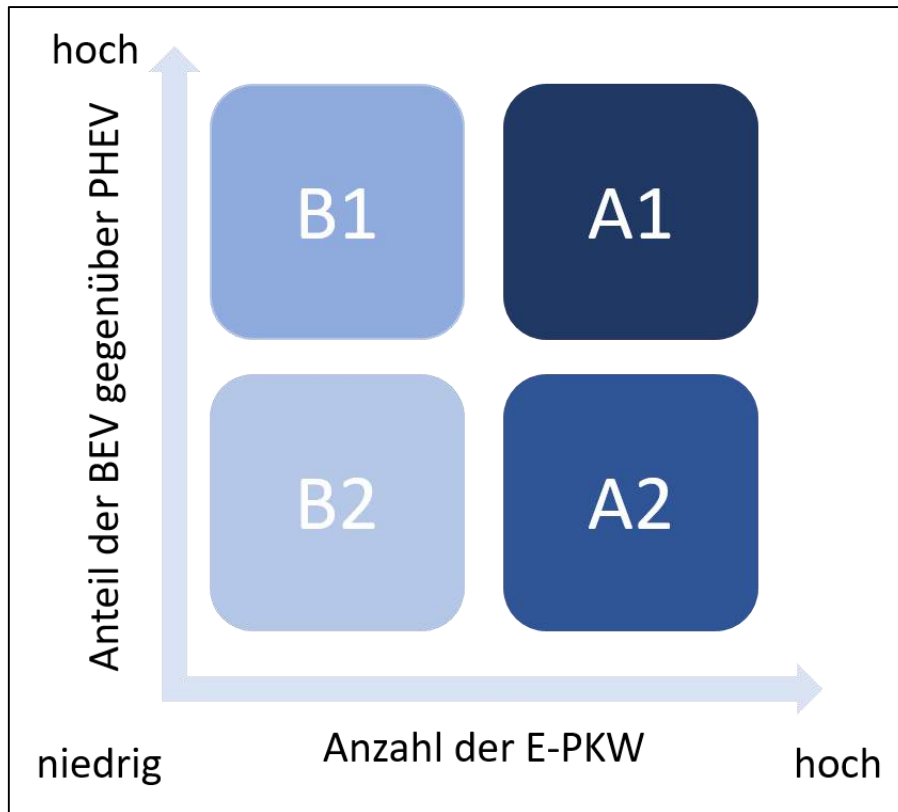 hoch
Anteil der BEV gegenüber PHEV
B1
A1
B2
A2
niedrig
Anzahl der E-PKW
hoch